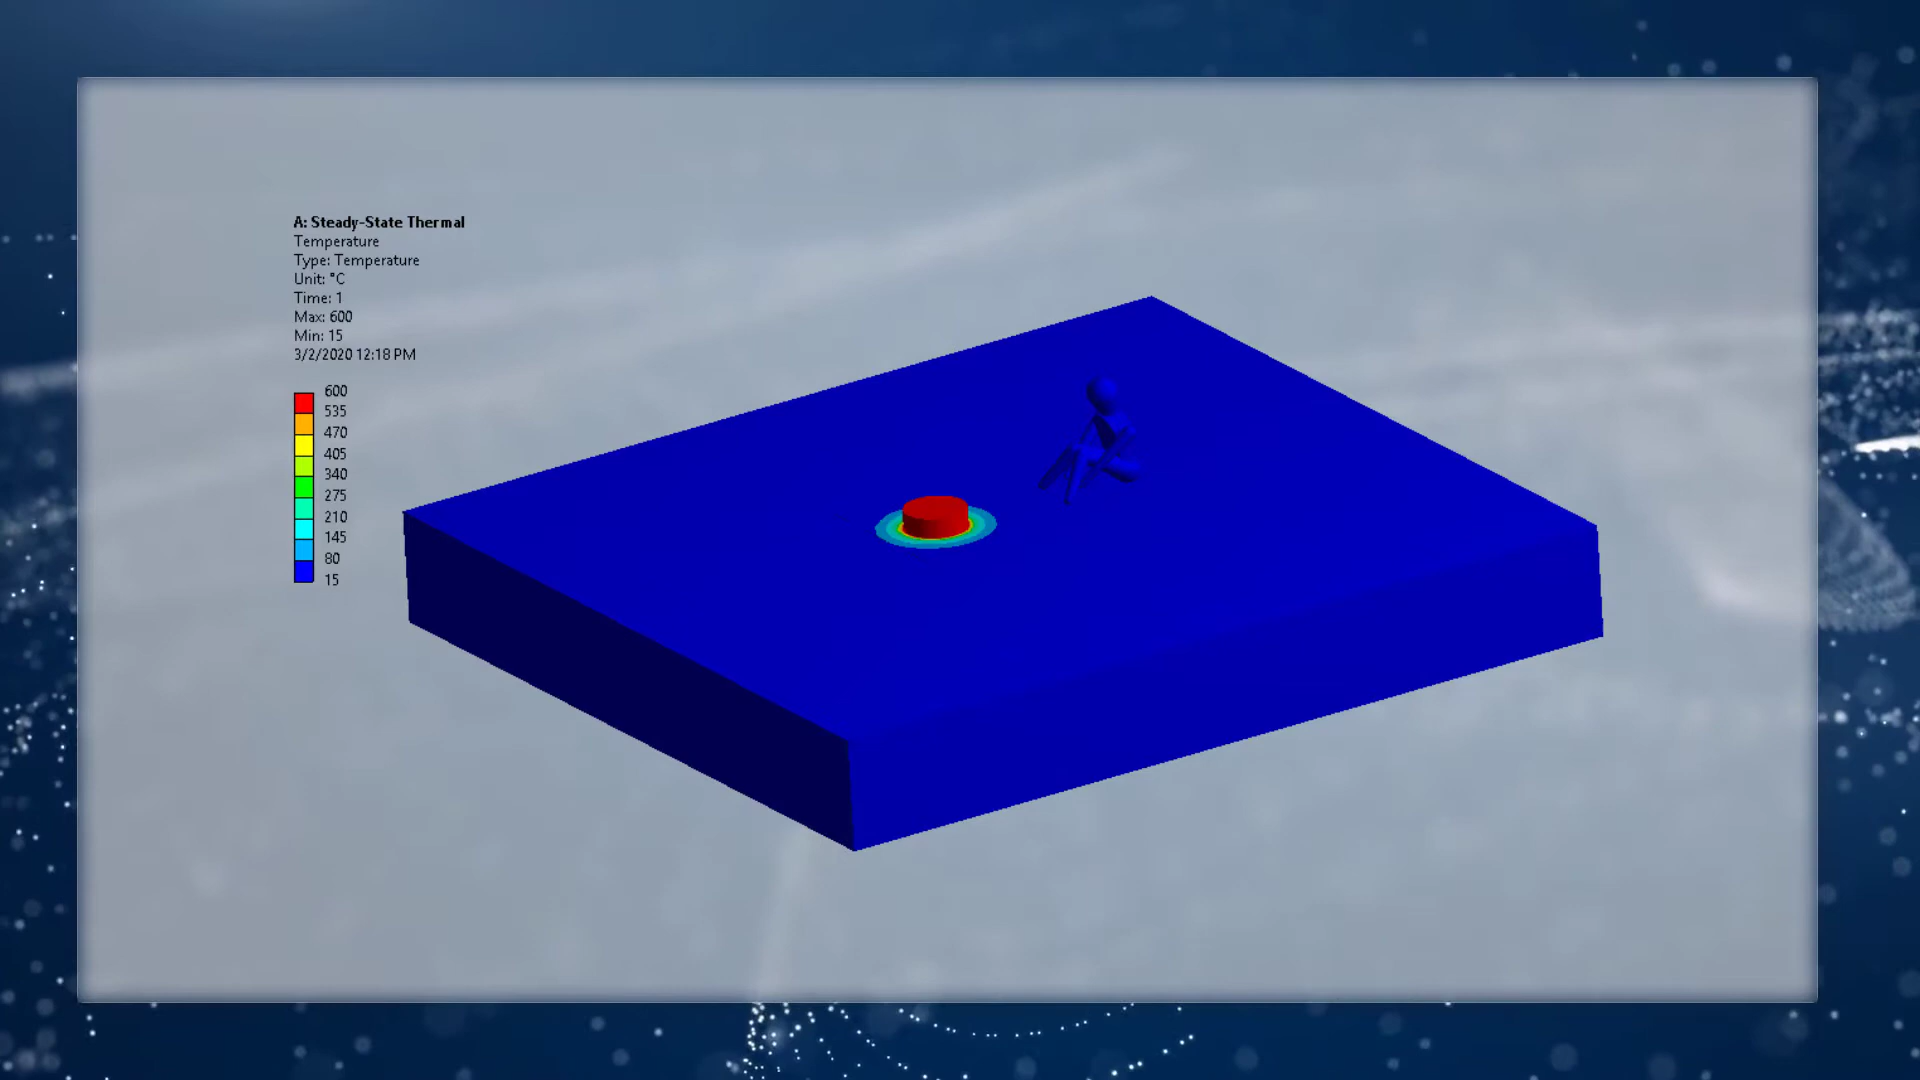 A: Steady-State Thermal
Temperature
Type: Temperature
Unit: °C
Time: 1
Max: 600
Min: 15
3/2/2020 12:18 PM
600
535
470
405
340
275
210
145
80
15